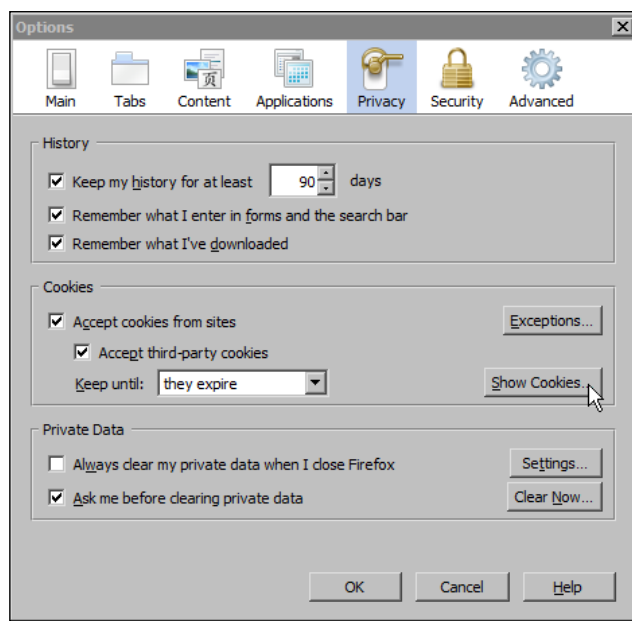 Options
Main Tabs Content Applications Privacy Security Advanced
页
History
Keep my history for at least 90 days
Remember what I enter in forms and the search bar
Remember what I've downloaded
Cookies
Accept cookies from sites Exceptions...
Accept third-party cookies
Keep until: they expire Show Cookies...
Private Data
Always clear my private data when I close Firefox Settings...
Ask me before clearing private data Clear Now...
OK Cancel Help